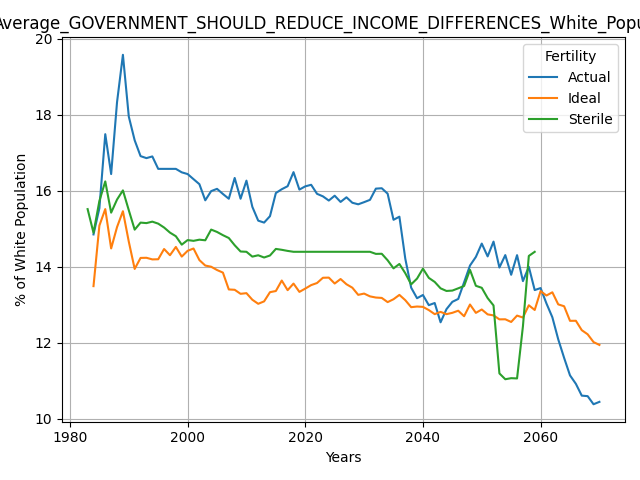 Average_GOVERNMENT_SHOULD_REDUCE_INCOME_DIFFERENCES_White_Popu
20
18
16
14
12
10
% of White Population
Fertility
Actual
Ideal
Sterile
1980
2000
2020
2040
2060
Years